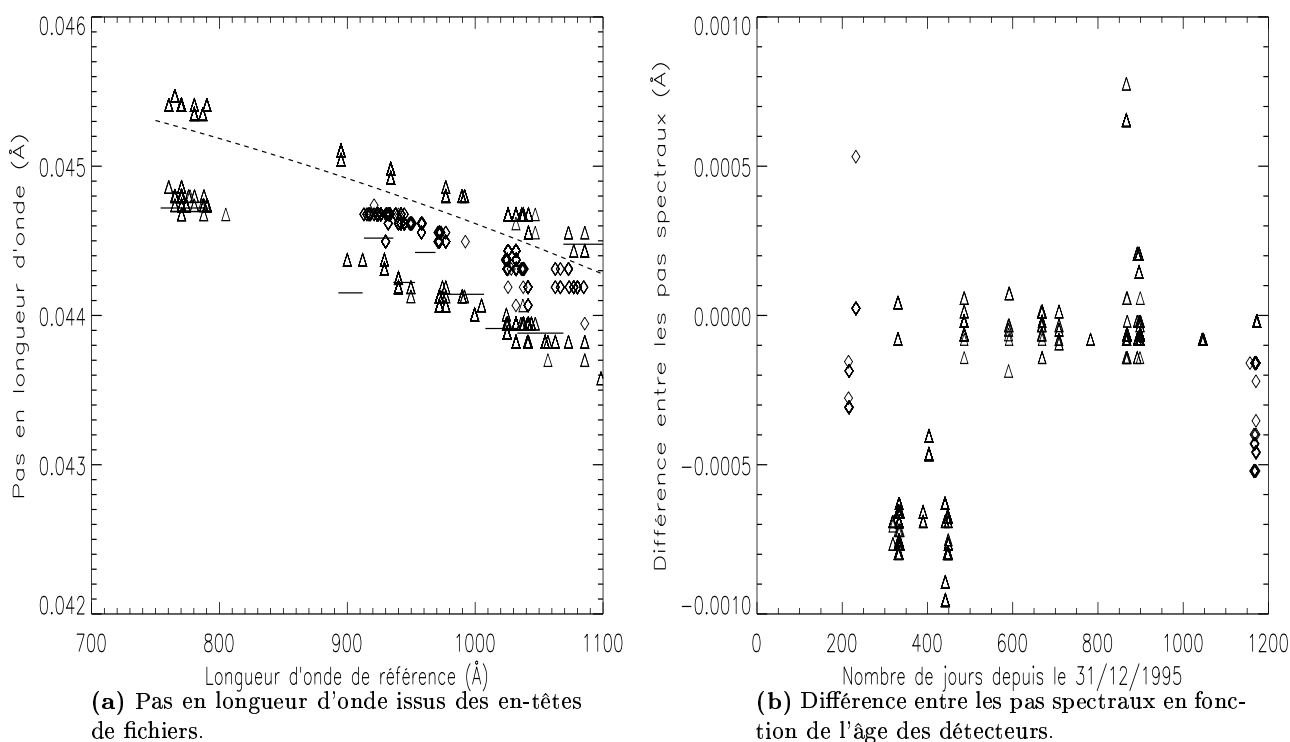 0.046
0.045
0.044
0.043
0.042
Pas en longueur d'onde (Å)
700 800 900 1000 1100
Longueur d'onde de référence (Å)
(a) Pas en longueur d'onde issus des en-têtes
de fichiers.
0.0010
0.0005
0.0000
−0.0005
−0.0010
Différence entre les pas spectraux (Å)
0 200 400 600 800 1000 1200
Nombre de jours depuis le 31/12/1995
(b) Différence entre les pas spectraux en fonc-
tion de l'âge des détecteurs.